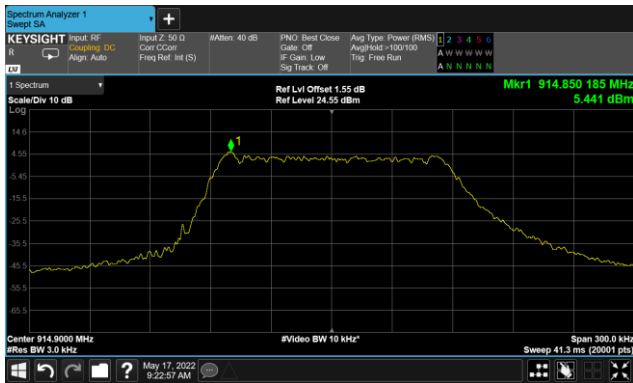 Spectrum Analyzer 1
Swept SA
KEYSIGHT
R
Input: RF
Coupling: DC
Align: Auto
Input Z: 50 Ω
Corr CCorr
Freq Ref: Int (S)
#Atten: 40 dB
PNO: Best Close
Gate: Off
IF Gain: Low
Sig Track: Off
Avg Type: Power (RMS)
Avg|Hold:>100/100
Trig: Free Run
1 2 3 4 5 6
A W W W W W
A N N N N N
1 Spectrum
Scale/Div 10 dB
Ref Lvl Offset 1.55 dB
Ref Level 24.55 dBm
Mkr1 914.850 185 MHz
5.441 dBm
Log
1
14.6
4.55
-5.45
-15.5
-25.5
-35.5
-45.5
-55.5
-65.5
Center 914.9000 MHz
#Res BW 3.0 kHz
#Video BW 10 kHz*
Span 300.0 kHz
Sweep 41.3 ms (20001 pts)
?
May 17, 2022
9:22:57 AM